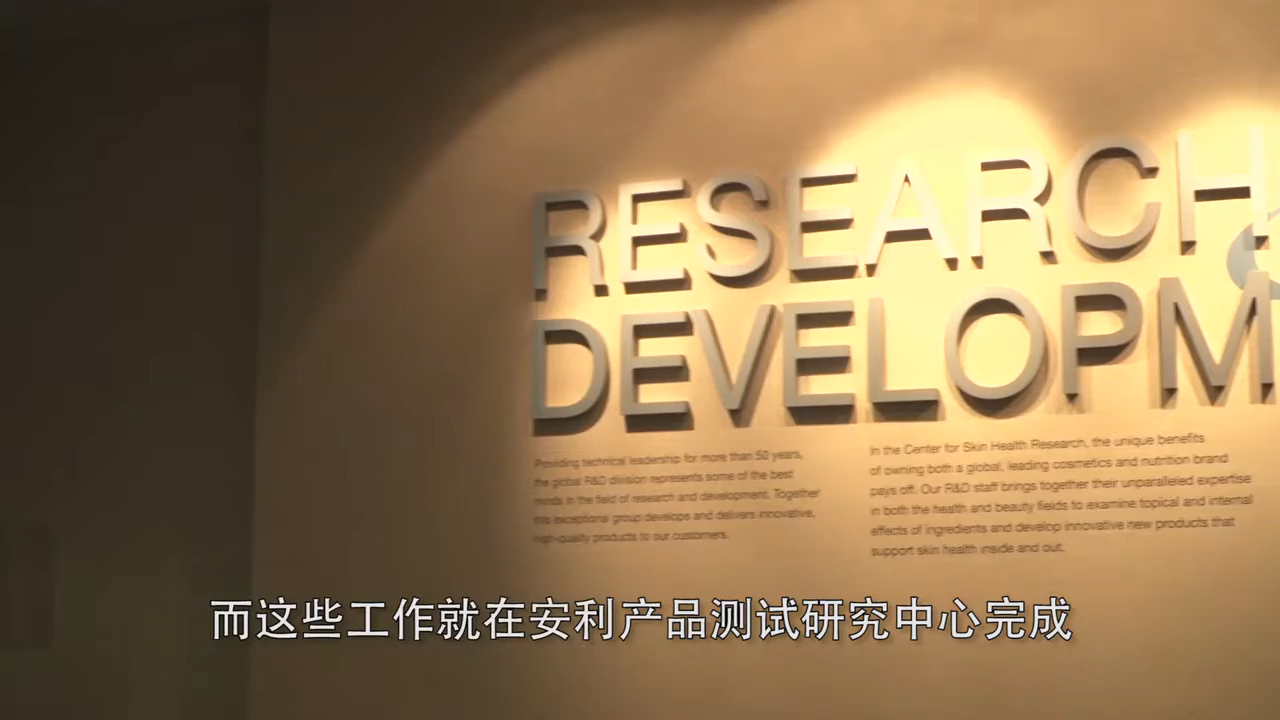 RESEARCH
DEVELOPM
Providing technical leadership for more than 50 years,
the global R&D division represents some of the best
minds in the field of research and development. Together
this exceptional group develops and delivers innovative,
high-quality products to our customers.
In the Center for Skin Health Research, the unique benefits
of owning both a global, leading cosmetics and nutrition brand
pays off. Our R&D staff brings together their unparalleled expertise
in both the health and beauty fields to examine topical and internal
effects of ingredients and develop innovative new products that
support skin health inside and out.
而这些工作就在安利产品测试研究中心完成